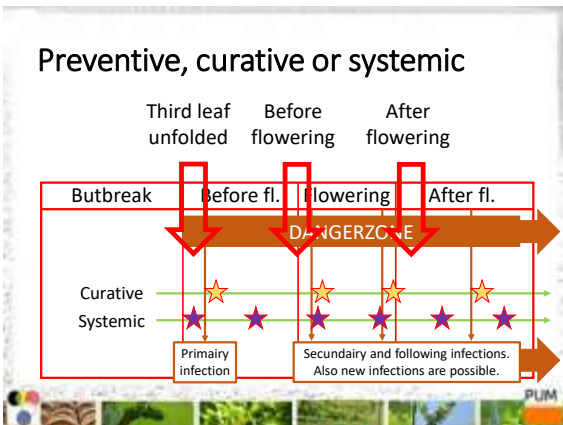 Preventive, curative or systemic
Third leaf
unfolded
Before
flowering
After
flowering
Butbreak
Before fl.
Flowering
After fl.
DANGERZONE
Curative
Systemic
Primairy
infection
Secundairy and following infections.
Also new infections are possible.
PUM